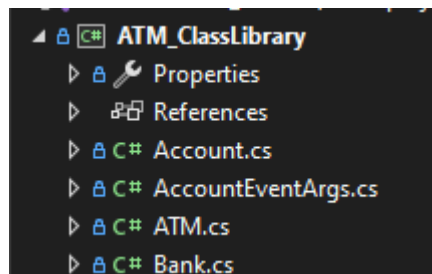 C# ATM_ClassLibrary
Properties
References
C# Account.cs
C# AccountEventArgs.cs
C# ATM.cs
C# Bank.cs